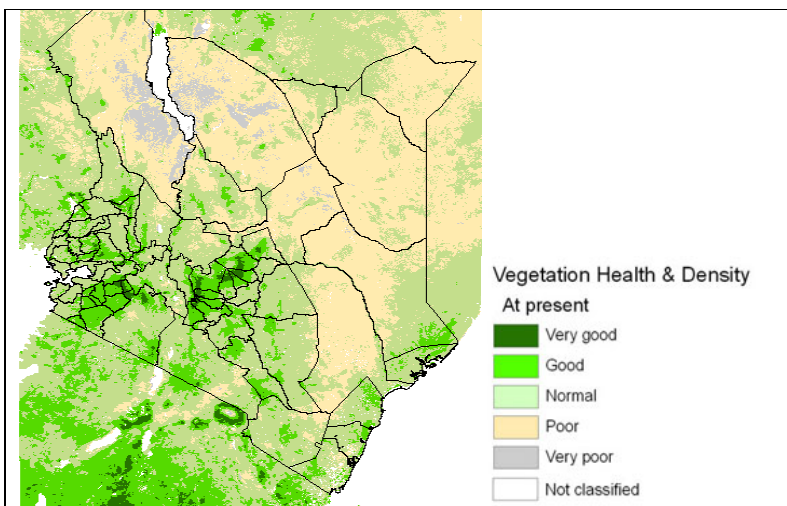 Vegetation Health & Density
At present
Very good
Good
Normal
Poor
Very poor
Not classified